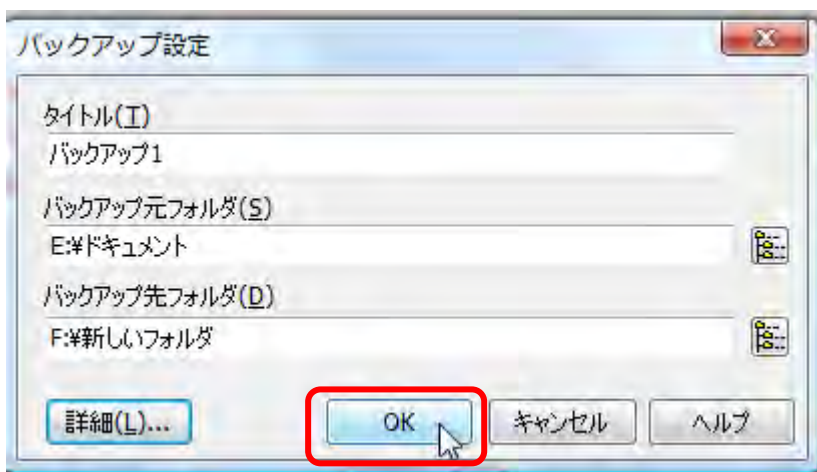 バックアップ設定
タイトル(T)
バックアップ1
バックアップ元フォルダ(S)
E:¥ドキュメント
バックアップ先フォルダ(D)
F:¥新しいフォルダ
詳細(L)... OK キャンセル ヘルプ